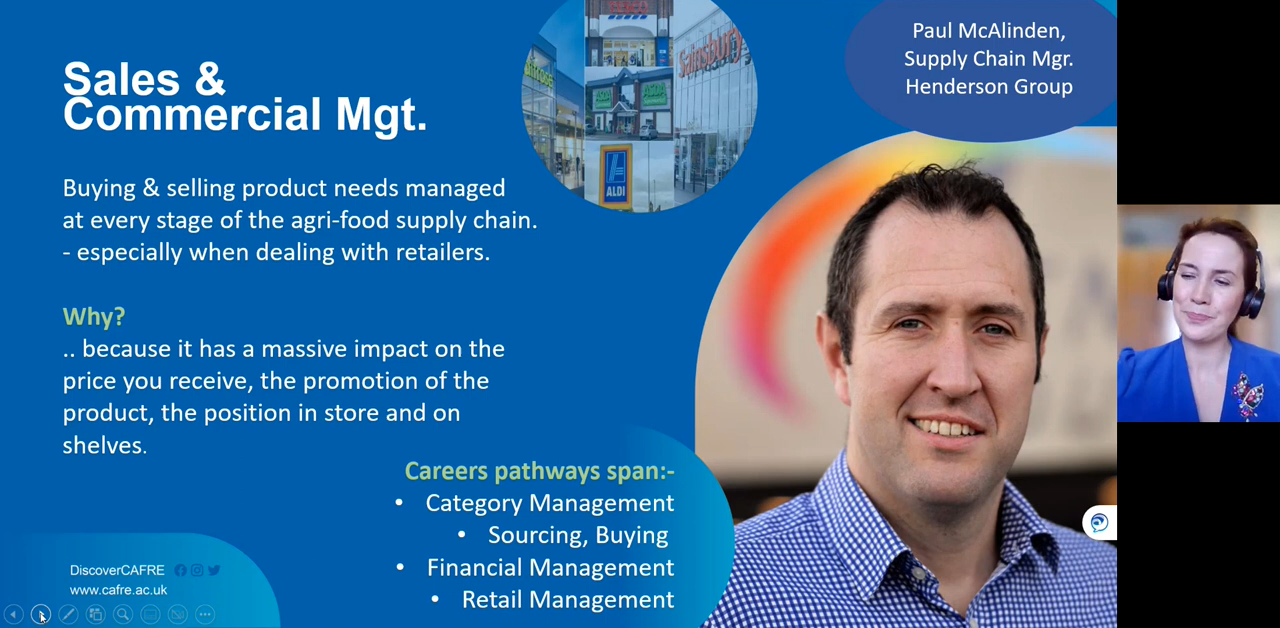 Sales &
Commercial Mgt.
TESCO
Sainsbury's
ASDA
ASDA
ALDI
Paul McAlinden,
Supply Chain Mgr.
Henderson Group
Buying & selling product needs managed
at every stage of the agri-food supply chain.
- especially when dealing with retailers.
Why?
.. because it has a massive impact on the
price you receive, the promotion of the
product, the position in store and on
shelves.
Careers pathways span:-
• Category Management
• Sourcing, Buying
• Financial Management
• Retail Management
DiscoverCAFRE
www.cafre.ac.uk